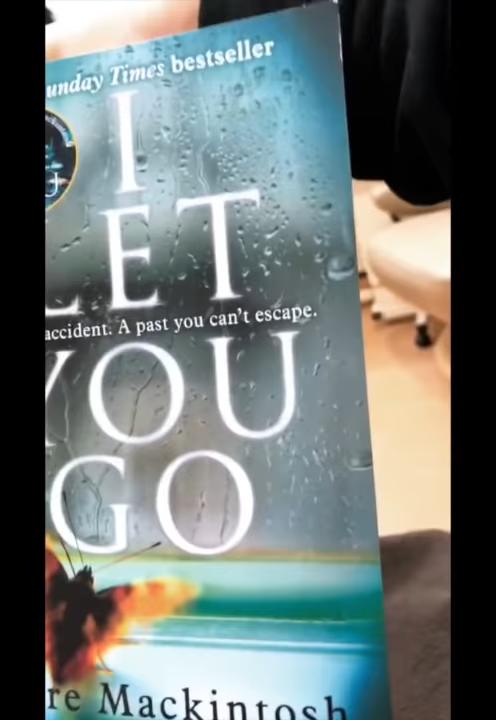 unday Times bestseller
I
LET
accident. A past you can't escape.
YOU
GO
re Mackintosh